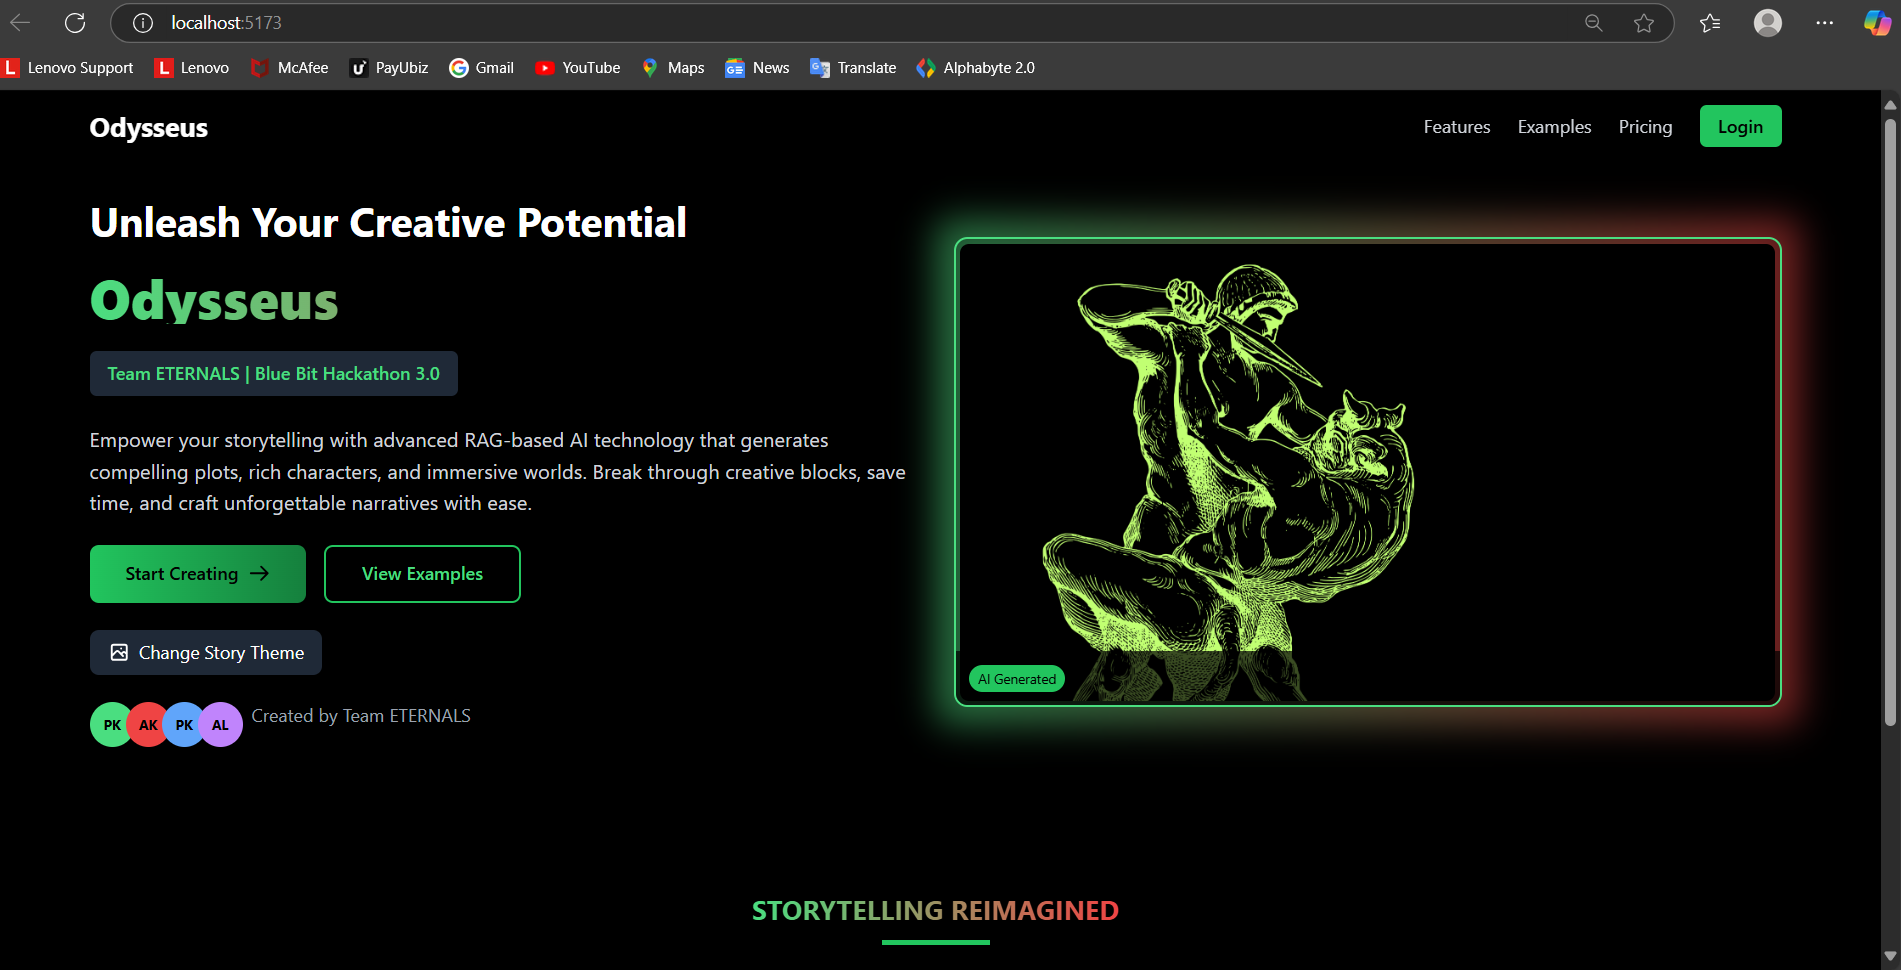 localhost:5173
Lenovo Support
Lenovo
McAfee
PayUbiz
Gmail
YouTube
Maps
News
Translate
Alphabyte 2.0
Odysseus
Features
Examples
Pricing
Login
Unleash Your Creative Potential
Odysseus
Team ETERNALS | Blue Bit Hackathon 3.0
Empower your storytelling with advanced RAG-based AI technology that generates
compelling plots, rich characters, and immersive worlds. Break through creative blocks, save
time, and craft unforgettable narratives with ease.
Start Creating →
View Examples
Change Story Theme
PK
AK
PK
AL
Created by Team ETERNALS
AI Generated
STORYTELLING REIMAGINED